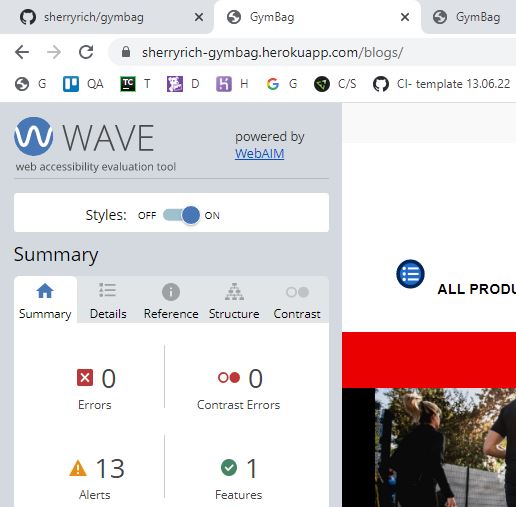 sherryrich/gymbag
GymBag
GymBag
sherryrich-gymbag.herokuapp.com/blogs/
G
QA
TC
T
D
H
G
G
C/S
CI- template 13.06.22
WAVE
web accessibility evaluation tool
powered by
WebAIM
Styles: OFF ON
Summary
Summary Details Reference Structure Contrast
0
Errors
0
Contrast Errors
13
Alerts
1
Features
ALL PRODU